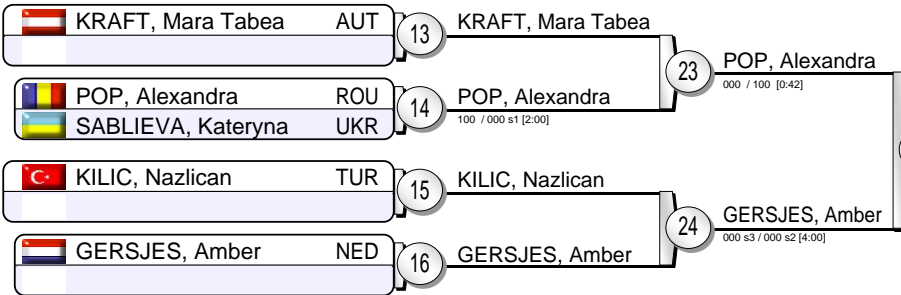 KRAFT, Mara Tabea AUT
13
KRAFT, Mara Tabea
POP, Alexandra ROU
SABLIEVA, Kateryna UKR
14
POP, Alexandra
100 / 000 s1 [2:00]
23
POP, Alexandra
000 / 100 [0:42]
KILIC, Nazlican TUR
15
KILIC, Nazlican
GERSJES, Amber NED
16
GERSJES, Amber
24
GERSJES, Amber
000 s3 / 000 s2 [4:00]